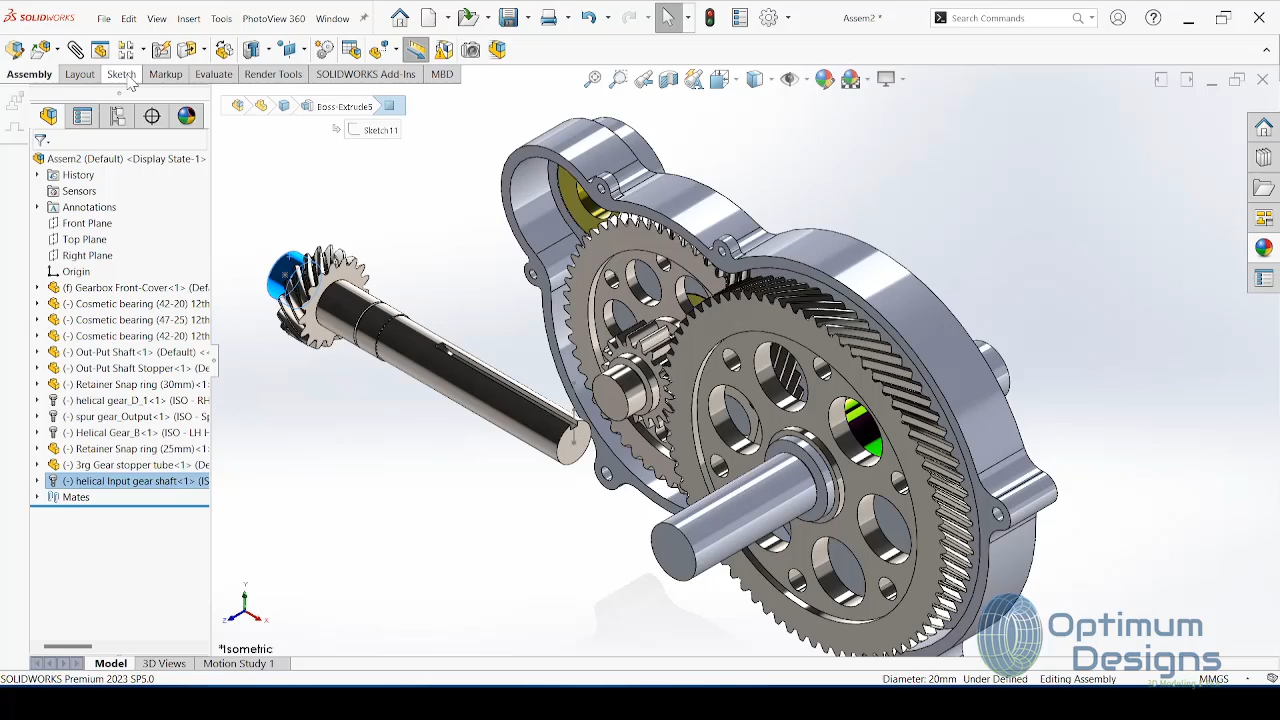 SOLIDWORKS File Edit View Insert Tools PhotoView 360 Window Assem2 * Search Commands
Assembly Layout Sketch Markup Evaluate Render Tools SOLIDWORKS Add-Ins MBD
Boss-Extrude5
Sketch11
Assem2 (Default) <Display State-1>
History
Sensors
Annotations
Front Plane
Top Plane
Right Plane
Origin
(f) Gearbox Front-Cover<1> (Def
(-) Cosmetic bearing (42-20) 12th
(-) Cosmetic bearing (47-25) 12th
(-) Cosmetic bearing (42-20) 12th
(-) Out-Put Shaft<1> (Default) <<
(-) Out-Put Shaft Stopper<1> (De
(-) Retainer Snap ring (30mm)<1>
(-) helical gear_D_1<1> (ISO - RH
(-) spur gear_Output<1> (ISO - Sp
(-) Helical Gear_B<1> (ISO - LH H
(-) Retainer Snap ring (25mm)<1>
(-) 3rg Gear stopper tube<1> (De
(-) helical Input gear shaft<1> (IS
Mates
Y
Z X
*Isometric
Optimum
Designs
Model 3D Views Motion Study 1
SOLIDWORKS Premium 2023 SP5.0 Diameter: 20mm Under Defined Editing Assembly MMGS